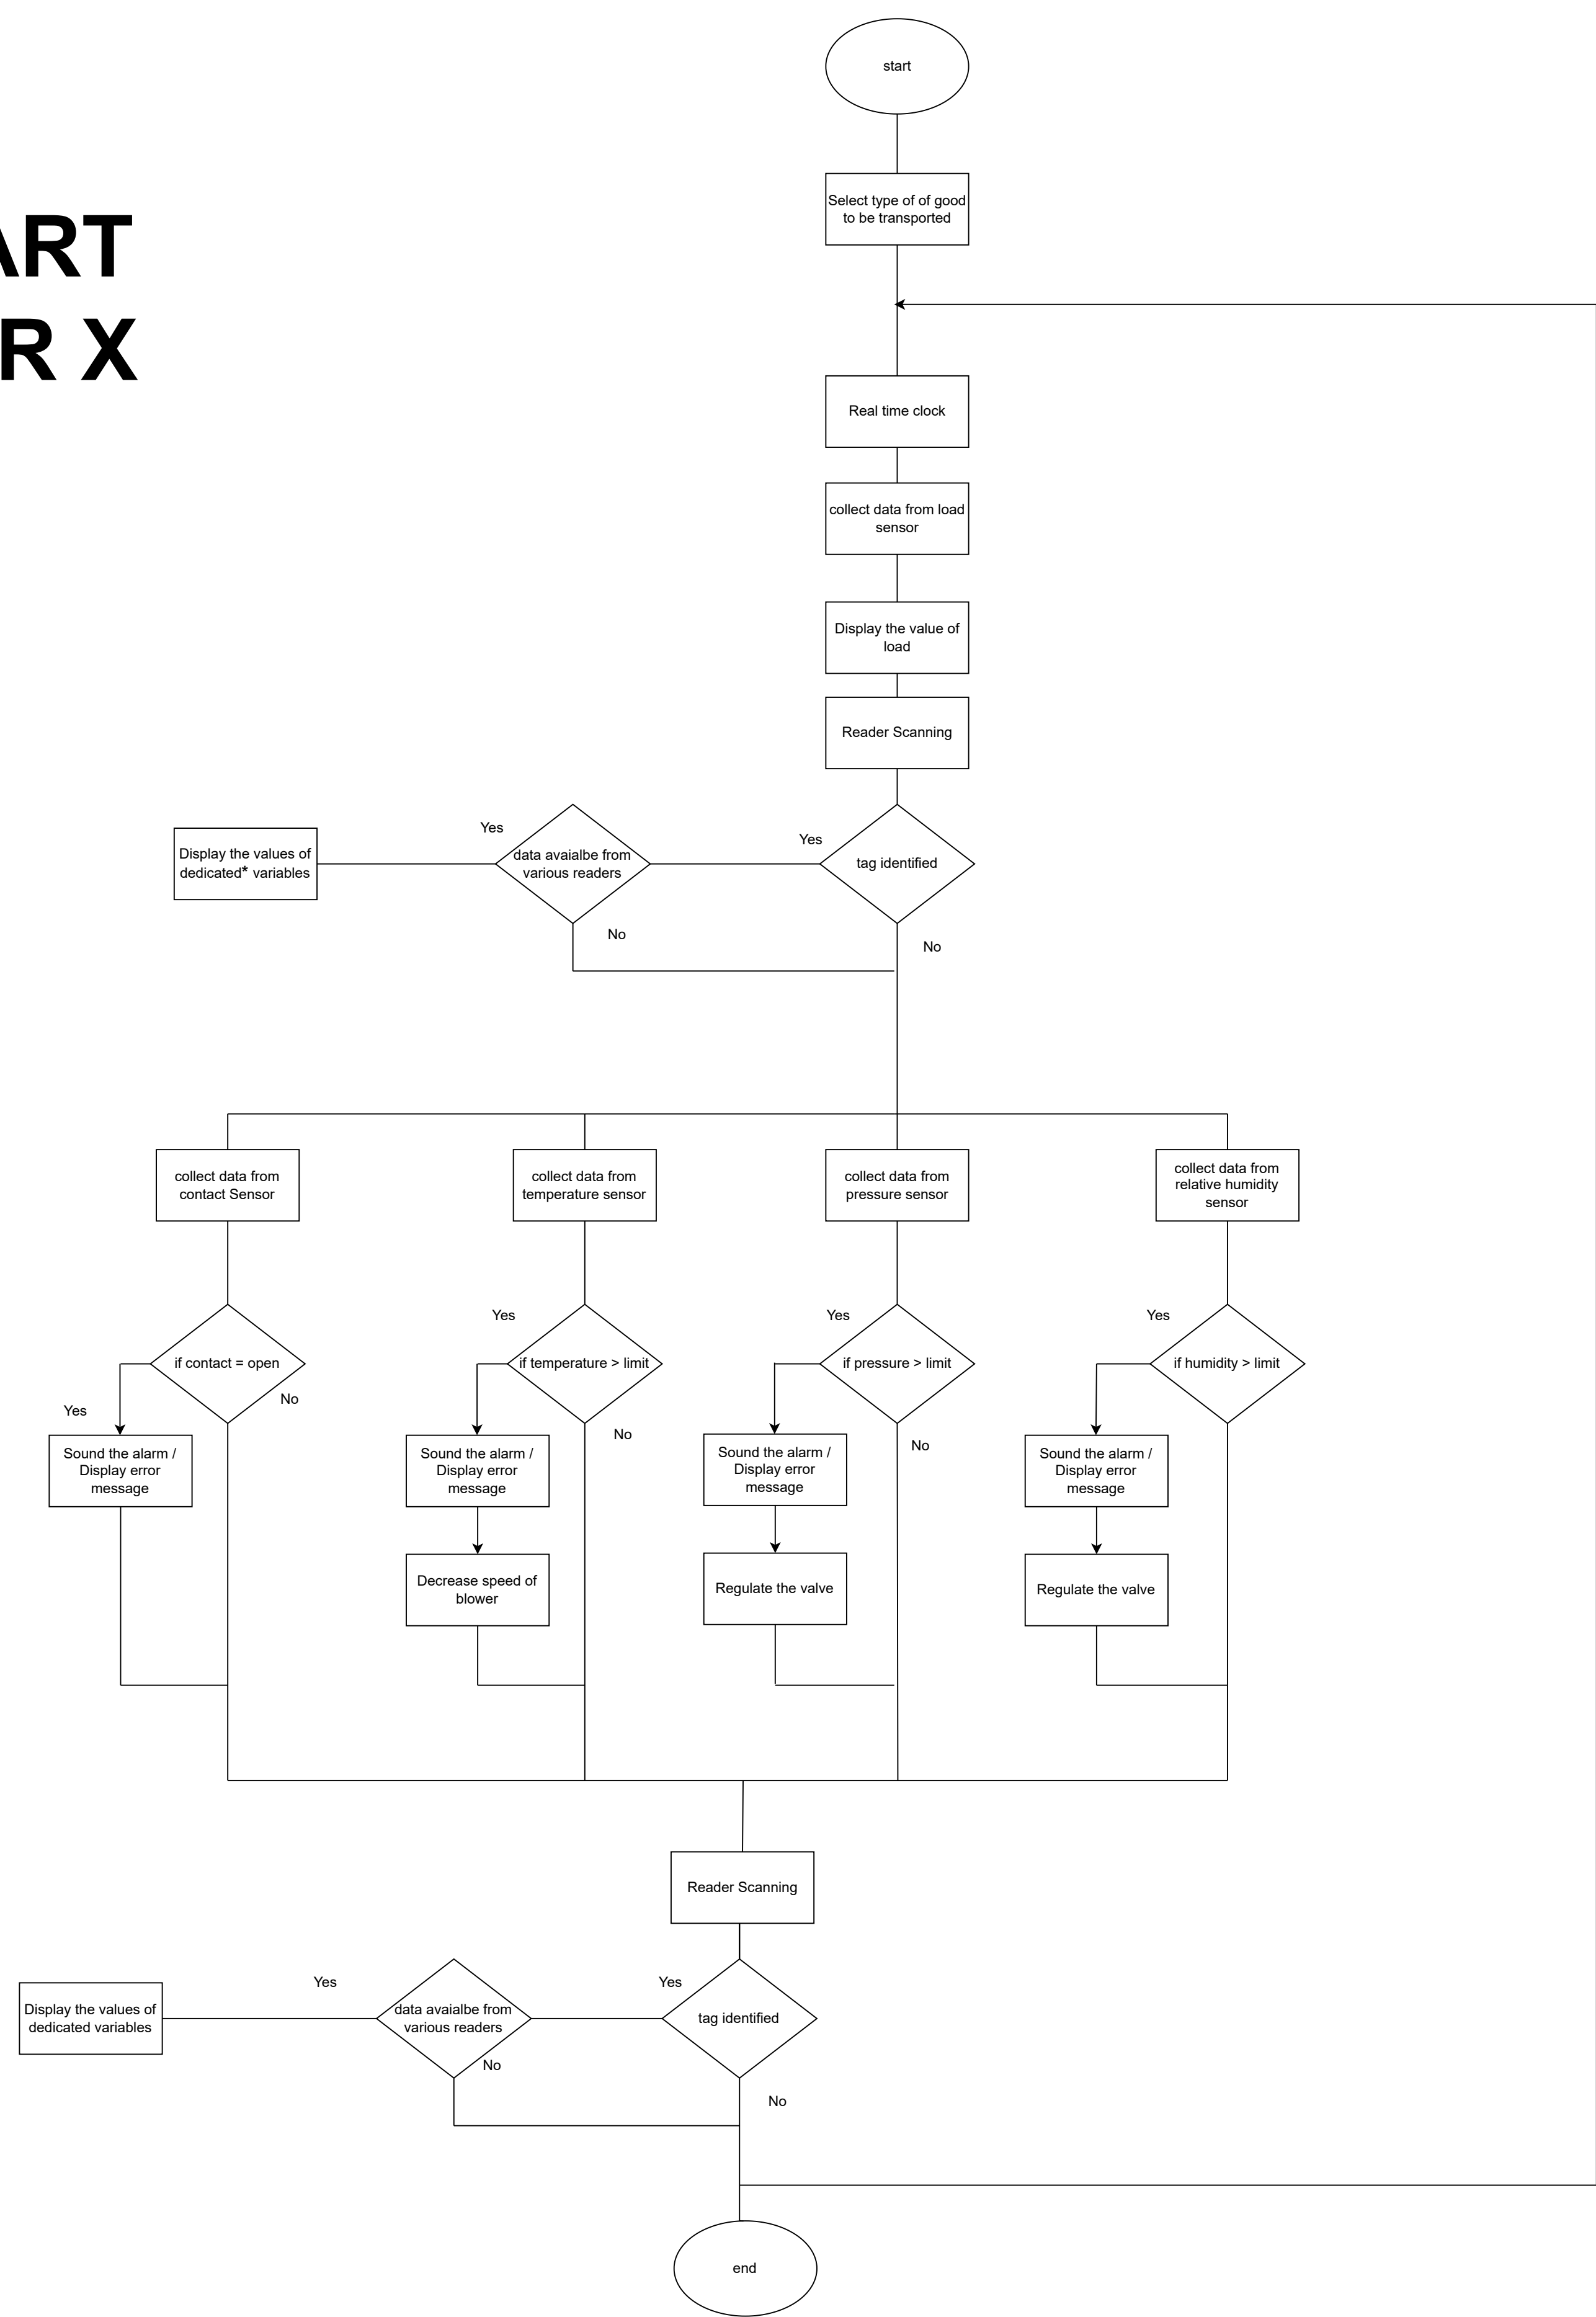 start
Select type of of good
to be transported
ART
R X
Real time clock
collect data from load
sensor
Display the value of
load
Reader Scanning
Yes
Yes
Display the values of
dedicated* variables
data avaialbe from
various readers
tag identified
No
No
collect data from
contact Sensor
collect data from
temperature sensor
collect data from
pressure sensor
collect data from
relative humidity
sensor
Yes
Yes
Yes
if contact = open
if temperature > limit
if pressure > limit
if humidity > limit
No
Yes
No
No
Sound the alarm /
Display error
message
Sound the alarm /
Display error
message
Sound the alarm /
Display error
message
Sound the alarm /
Display error
message
Decrease speed of
blower
Regulate the valve
Regulate the valve
Reader Scanning
Yes
Yes
Display the values of
dedicated variables
data avaialbe from
various readers
tag identified
No
No
end